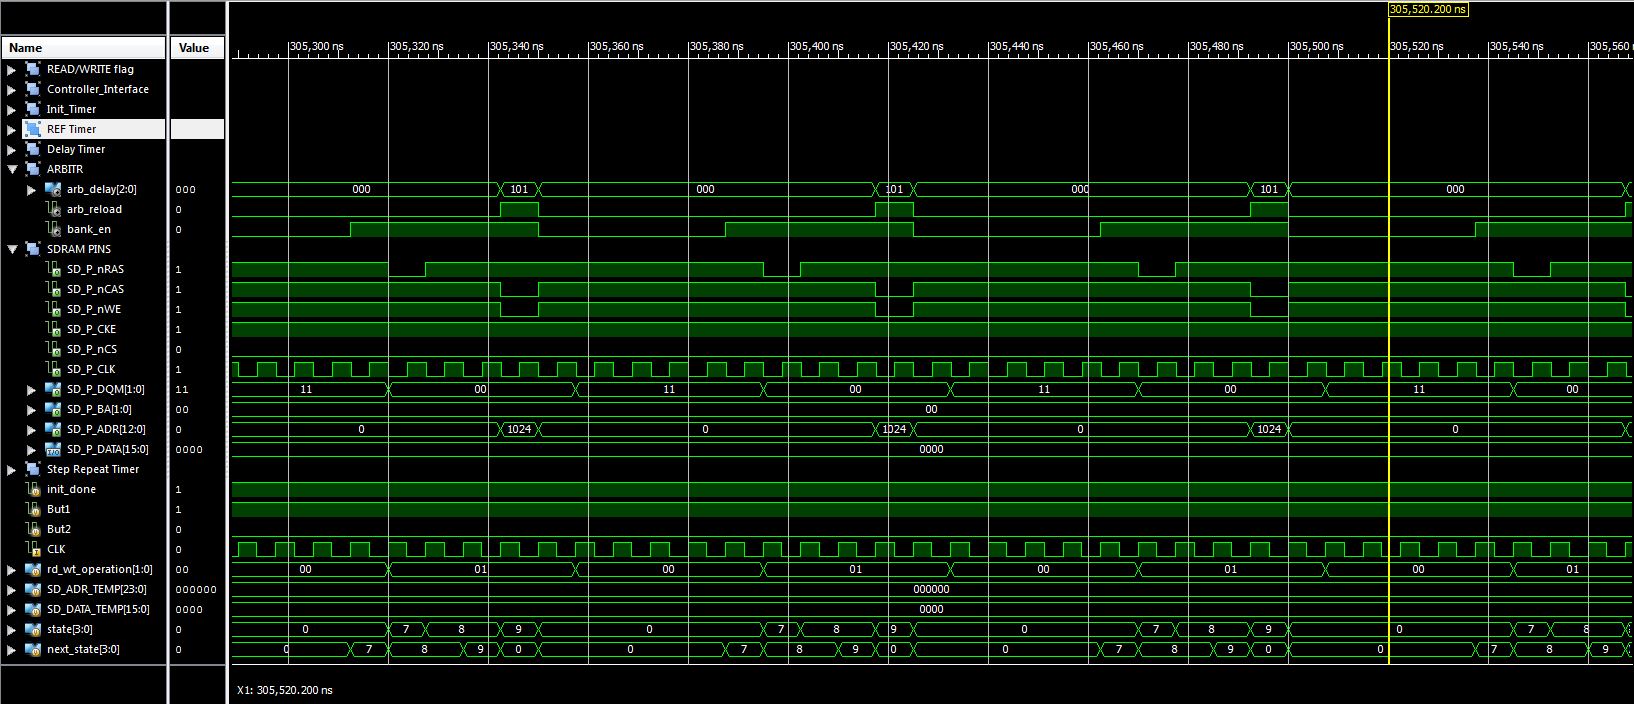 305,520.200 ns
Name Value
305,300 ns 305,320 ns 305,340 ns 305,360 ns 305,380 ns 305,400 ns 305,420 ns 305,440 ns 305,460 ns 305,480 ns 305,500 ns 305,520 ns 305,540 ns 305,560
READ/WRITE flag
Controller_Interface
Init_Timer
REF Timer
Delay Timer
ARBITR
arb_delay[2:0] 000 000 101 000 101 000 101 000
arb_reload 0
bank_en 0
SDRAM PINS
SD_P_nRAS 1
SD_P_nCAS 1
SD_P_nWE 1
SD_P_CKE 1
SD_P_nCS 0
SD_P_CLK 1
SD_P_DQM[1:0] 11 11 00 11 00 11 00 11 00
SD_P_BA[1:0] 00 00
SD_P_ADR[12:0] 0 0 1024 0 1024 0 1024 0
SD_P_DATA[15:0] 0000 0000
Step Repeat Timer
init_done 1
But1 1
But2 0
CLK 0
rd_wt_operation[1:0] 00 00 01 00 01 00 01 00 01
SD_ADR_TEMP[23:0] 000000 000000
SD_DATA_TEMP[15:0] 0000 0000
state[3:0] 0 0 7 8 9 0 7 8 9 0 7 8 9 0 7 8
next_state[3:0] 0 0 7 8 9 0 0 7 8 9 0 0 7 8 9 0 0 7 8 9
X1: 305,520.200 ns